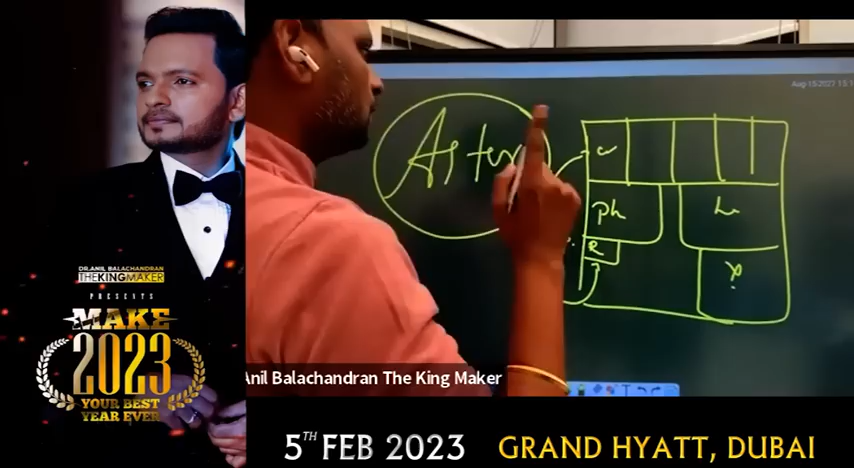 DR.ANIL BALACHANDRAN
THE KING MAKER
PRESENTS
MAKE
2023
YOUR BEST
YEAR EVER
Aster
ph
R
?
Anil Balachandran The King Maker
5TH FEB 2023 GRAND HYATT, DUBAI